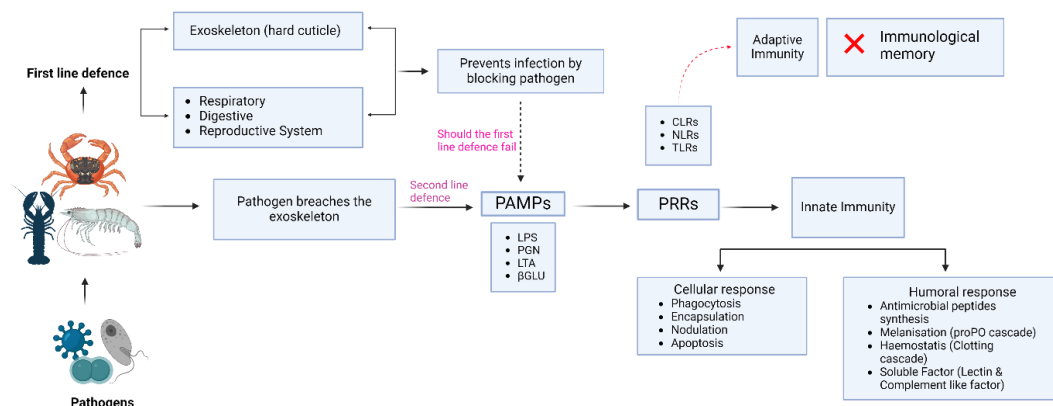 Exoskeleton (hard cuticle)
First line defence
• Respiratory
• Digestive
• Reproductive System
Prevents infection by
blocking pathogen
Adaptive
Immunity
Immunological
memory
• CLRs
• NLRs
• TLRs
Should the first
line defence fail
Pathogen breaches the
exoskeleton
Second line
defence
PAMPs
PRRs
Innate Immunity
• LPS
• PGN
• LTA
• βGLU
Cellular response
• Phagocytosis
• Encapsulation
• Nodulation
• Apoptosis
Humoral response
• Antimicrobial peptides
synthesis
• Melanisation (proPO cascade)
• Haemostatis (Clotting
cascade)
• Soluble Factor (Lectin &
Complement like factor)
Pathogens